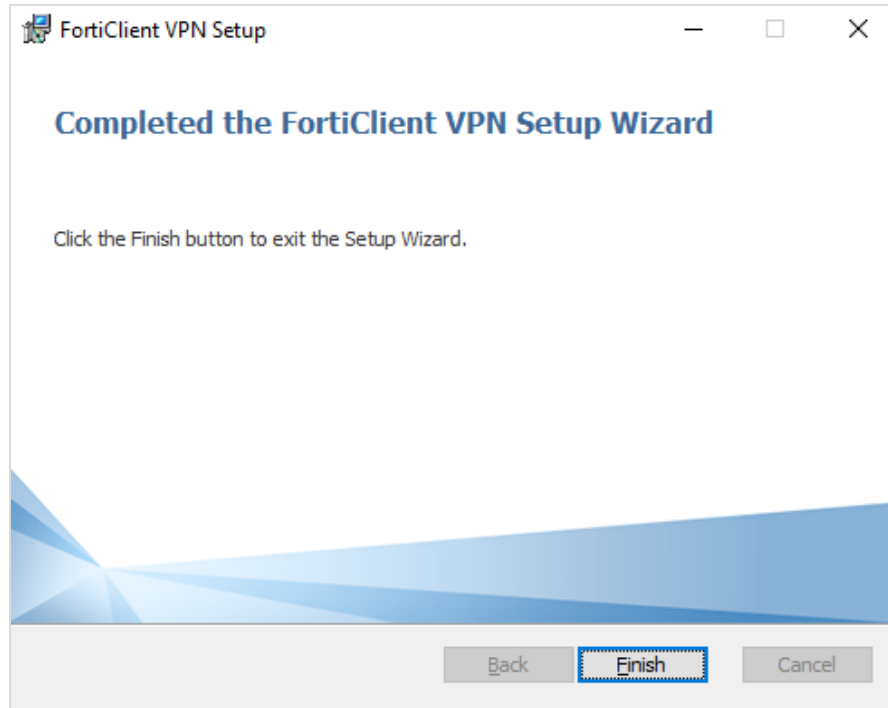 FortiClient VPN Setup
Completed the FortiClient VPN Setup Wizard
Click the Finish button to exit the Setup Wizard.
Back
Finish
Cancel